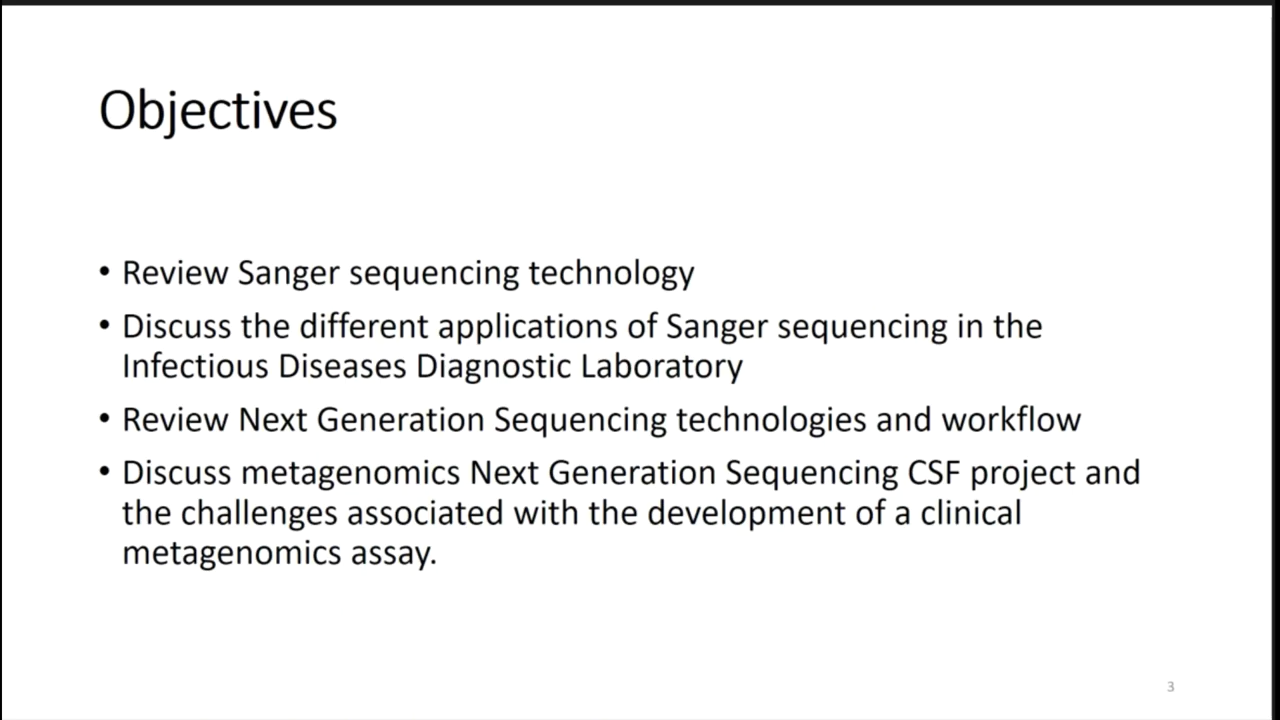 Objectives
• Review Sanger sequencing technology
• Discuss the different applications of Sanger sequencing in the
Infectious Diseases Diagnostic Laboratory
• Review Next Generation Sequencing technologies and workflow
• Discuss metagenomics Next Generation Sequencing CSF project and
the challenges associated with the development of a clinical
metagenomics assay.
3